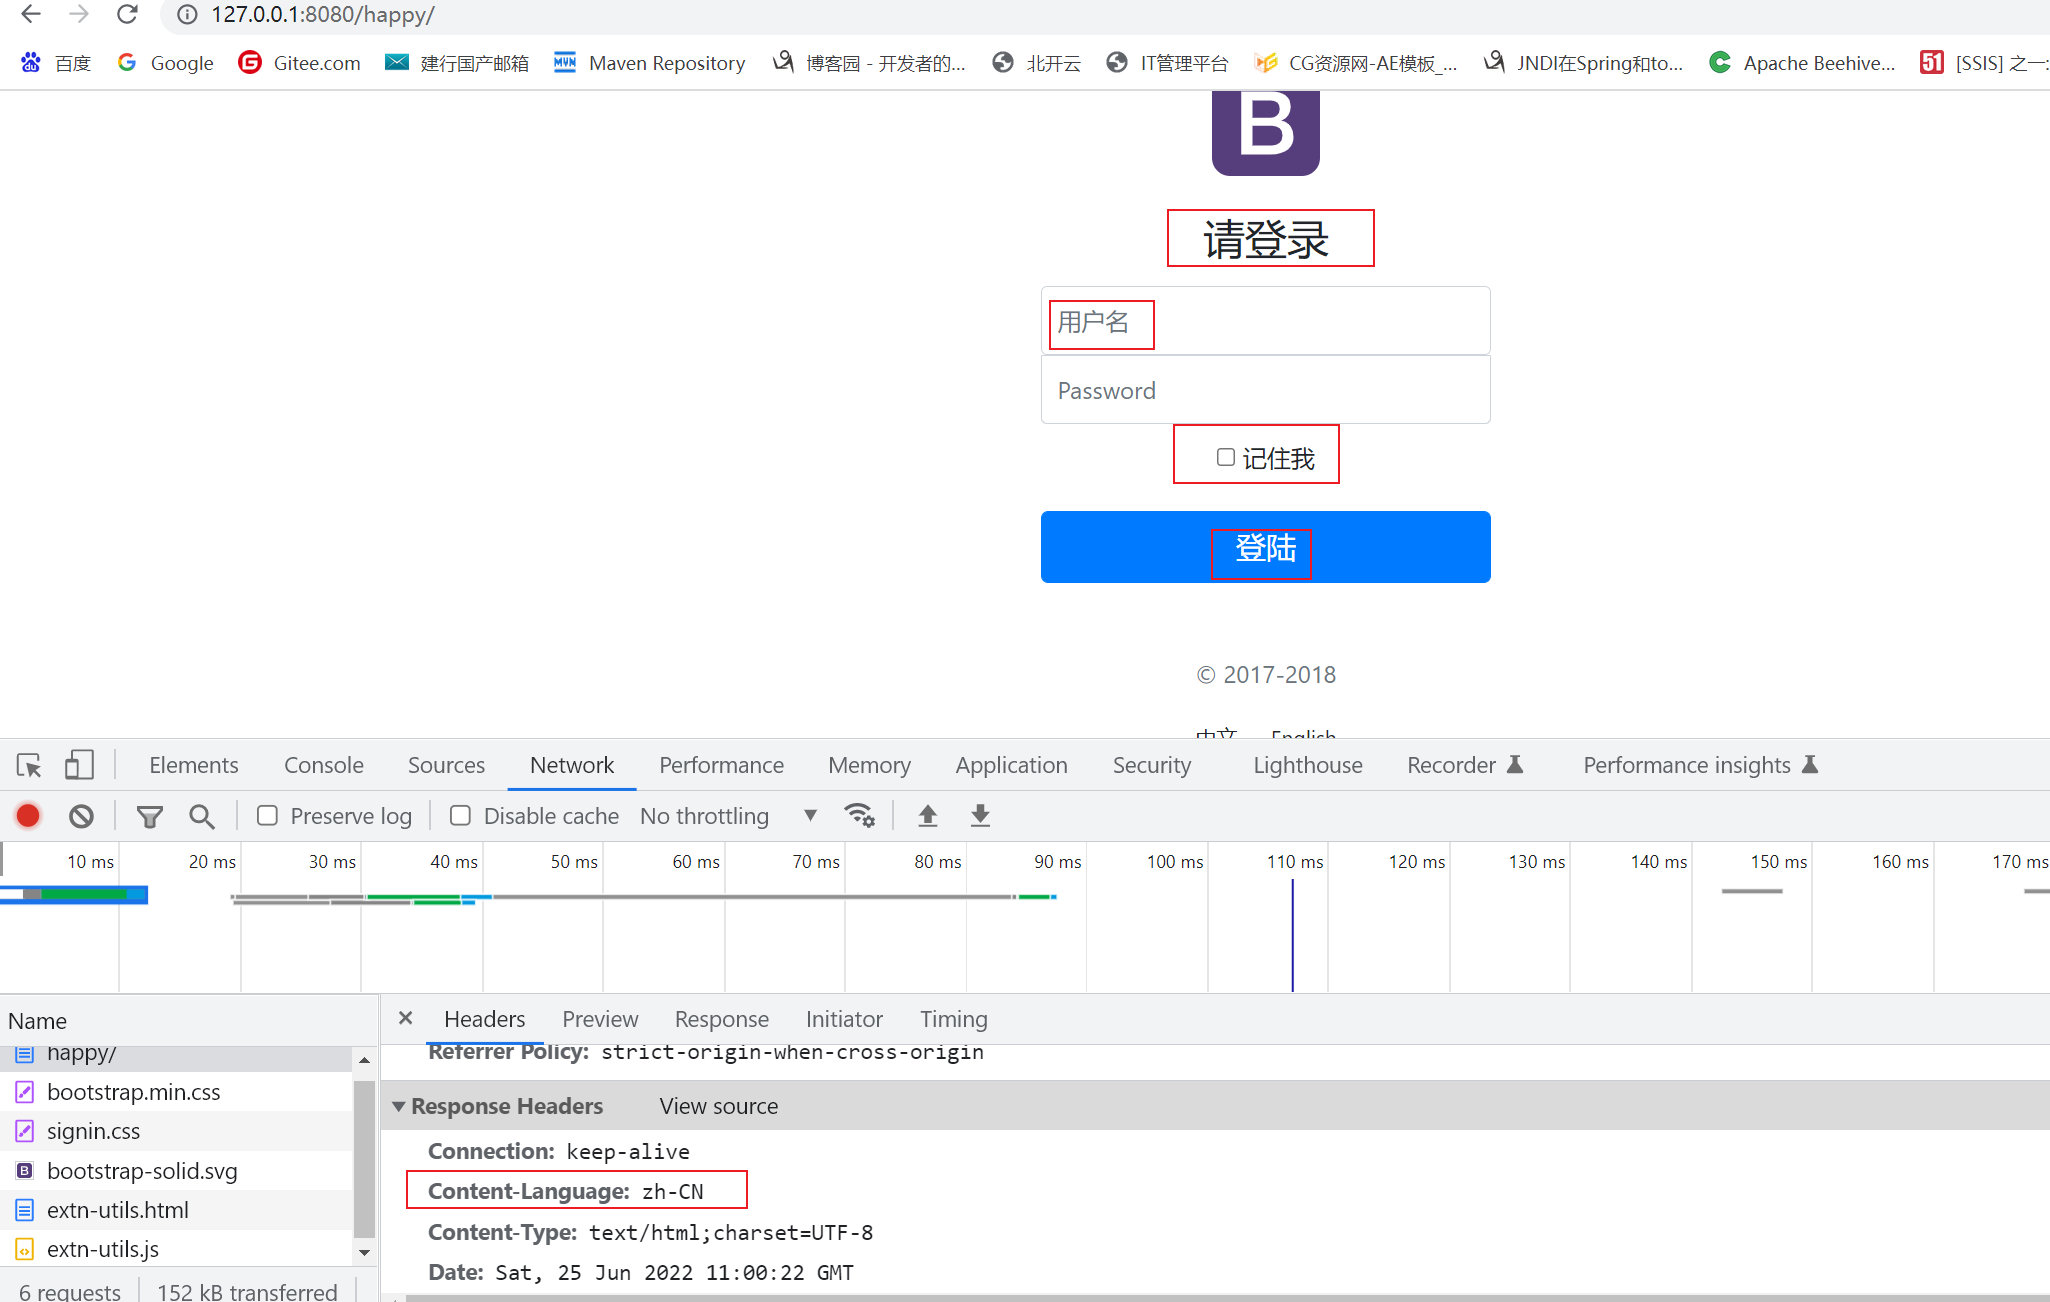 127.0.0.1:8080/happy/
百度 Google Gitee.com 建行国产邮箱 Maven Repository 博客园 - 开发者的... 北开云 IT管理平台 CG资源网-AE模板_... JNDI在Spring和to... Apache Beehive... 51 [SSIS] 之一:
B
请登录
用户名
Password
记住我
登陆
© 2017-2018
中文 English
Elements Console Sources Network Performance Memory Application Security Lighthouse Recorder Performance insights
Preserve log Disable cache No throttling
10 ms 20 ms 30 ms 40 ms 50 ms 60 ms 70 ms 80 ms 90 ms 100 ms 110 ms 120 ms 130 ms 140 ms 150 ms 160 ms 170 ms
Name
happy/
bootstrap.min.css
signin.css
bootstrap-solid.svg
extn-utils.html
extn-utils.js
6 requests 152 kB transferred
Headers Preview Response Initiator Timing
Referrer Policy: strict-origin-when-cross-origin
Response Headers View source
Connection: keep-alive
Content-Language: zh-CN
Content-Type: text/html;charset=UTF-8
Date: Sat, 25 Jun 2022 11:00:22 GMT